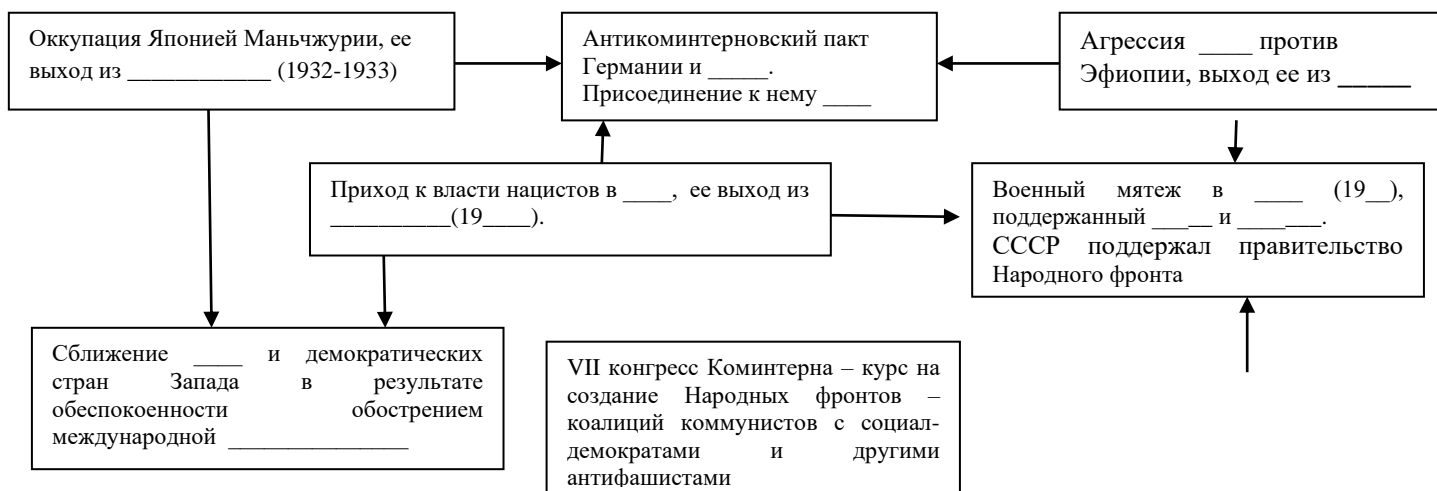 Оккупация Японией Маньчжурии, ее
выход из ____________ (1932-1933)
Антикоминтерновский пакт
Германии и _____.
Присоединение к нему ____
Агрессия ____ против
Эфиопии, выход ее из _____
Приход к власти нацистов в ____, ее выход из
__________(19____).
Военный мятеж в ____ (19__),
поддержанный _____ и _______.
СССР поддержал правительство
Народного фронта
Сближение ____ и демократических
стран Запада в результате
обеспокоенности обострением
международной _______________
VII конгресс Коминтерна – курс на
создание Народных фронтов –
коалиций коммунистов с социал-
демократами и другими
антифашистами